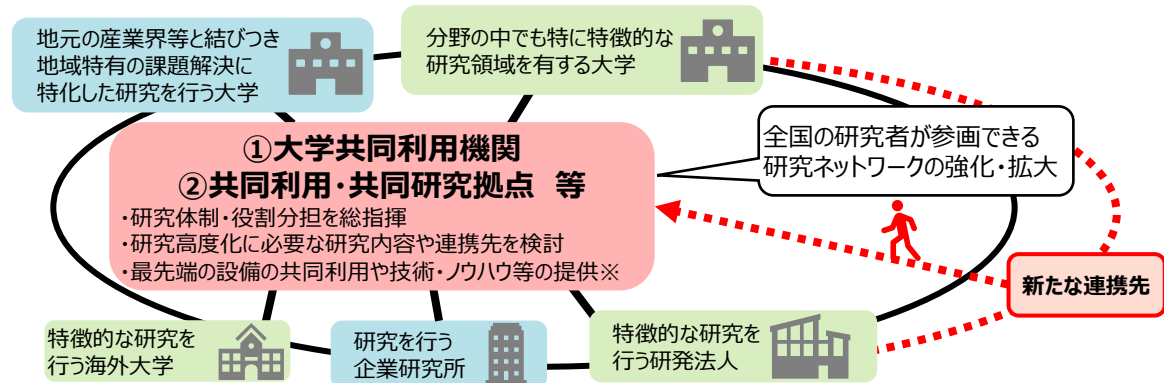 地元の産業界等と結びつき
地域特有の課題解決に
特化した研究を行う大学
分野の中でも特に特徴的な
研究領域を有する大学
①大学共同利用機関
②共同利用・共同研究拠点 等
・研究体制・役割分担を総指揮
・研究高度化に必要な研究内容や連携先を検討
・最先端の設備の共同利用や技術・ノウハウ等の提供※
全国の研究者が参画できる
研究ネットワークの強化・拡大
新たな連携先
特徴的な研究を
行う海外大学
研究を行う
企業研究所
特徴的な研究を
行う研発法人